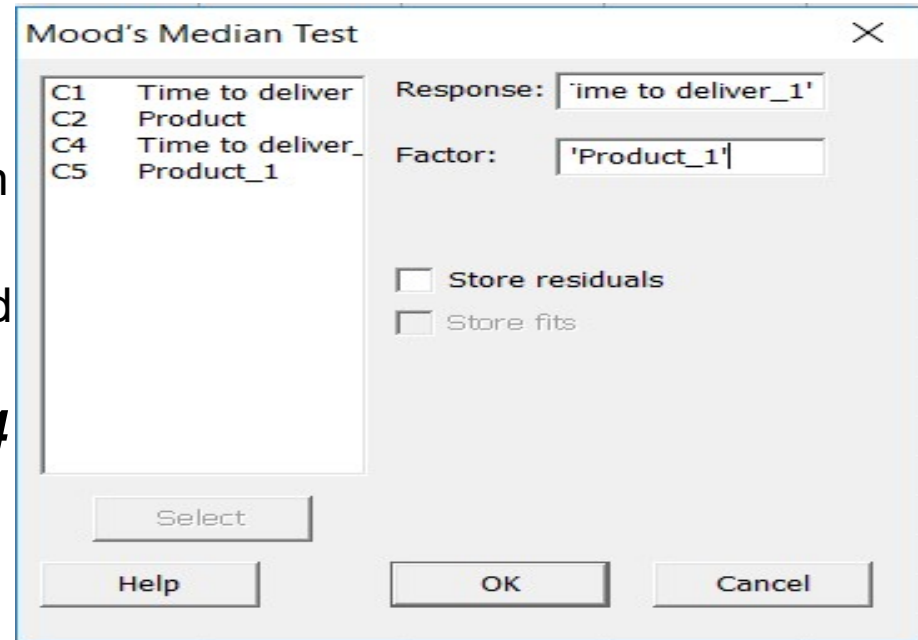 Mood's Median Test
C1 Time to deliver
C2 Product
C4 Time to deliver_
C5 Product_1
Response: 'ime to deliver_1'
Factor: 'Product_1'
Store residuals
Store fits
Select
Help OK Cancel